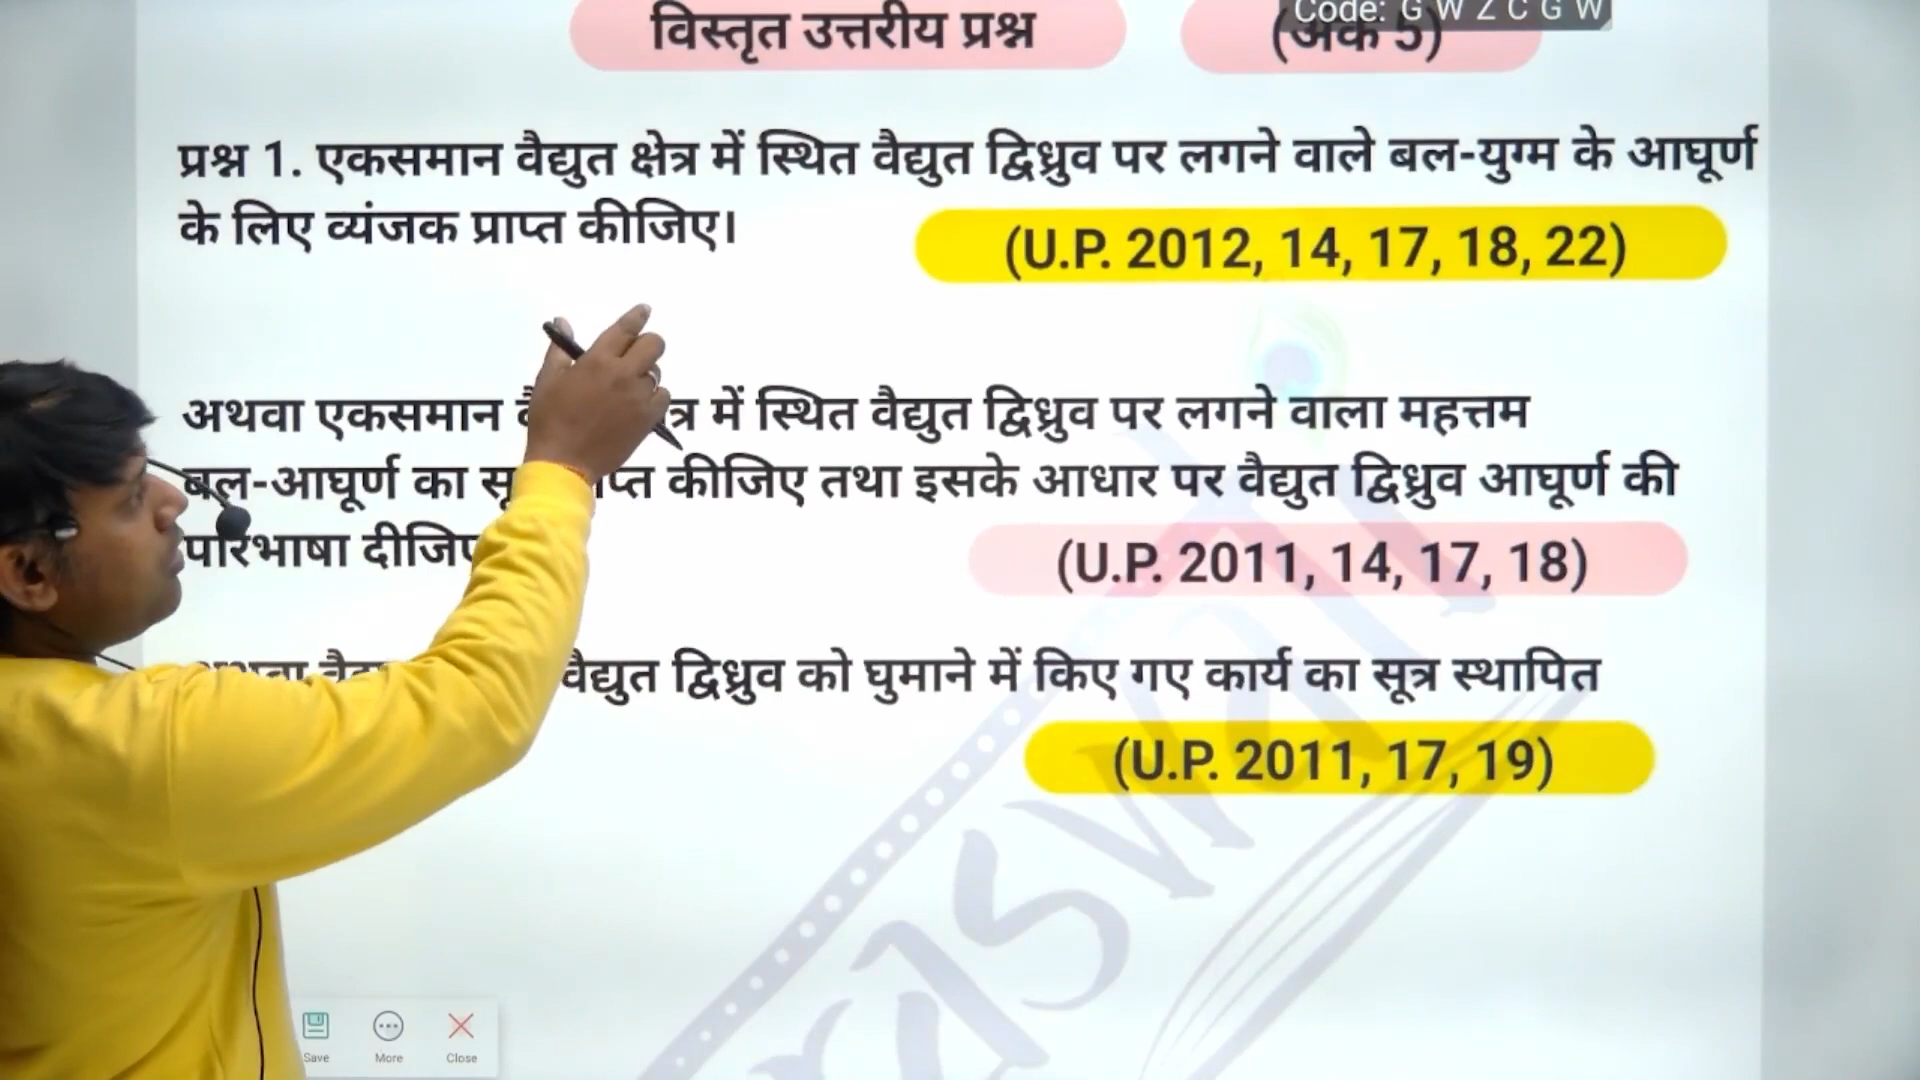 Code: G W Z C G W
विस्तृत उत्तरीय प्रश्न (अंक 5)
प्रश्न 1. एकसमान वैद्युत क्षेत्र में स्थित वैद्युत द्विध्रुव पर लगने वाले बल-युग्म के आघूर्ण
के लिए व्यंजक प्राप्त कीजिए।
(U.P. 2012, 14, 17, 18, 22)
अथवा एकसमान में स्थित वैद्युत द्विध्रुव पर लगने वाला महत्तम
बल-आघूर्ण का कीजिए तथा इसके आधार पर वैद्युत द्विध्रुव आघूर्ण की
परिभाषा
(U.P. 2011, 14, 17, 18)
वैद्युत द्विध्रुव को घुमाने में किए गए कार्य का सूत्र स्थापित
(U.P. 2011, 17, 19)
Save More Close